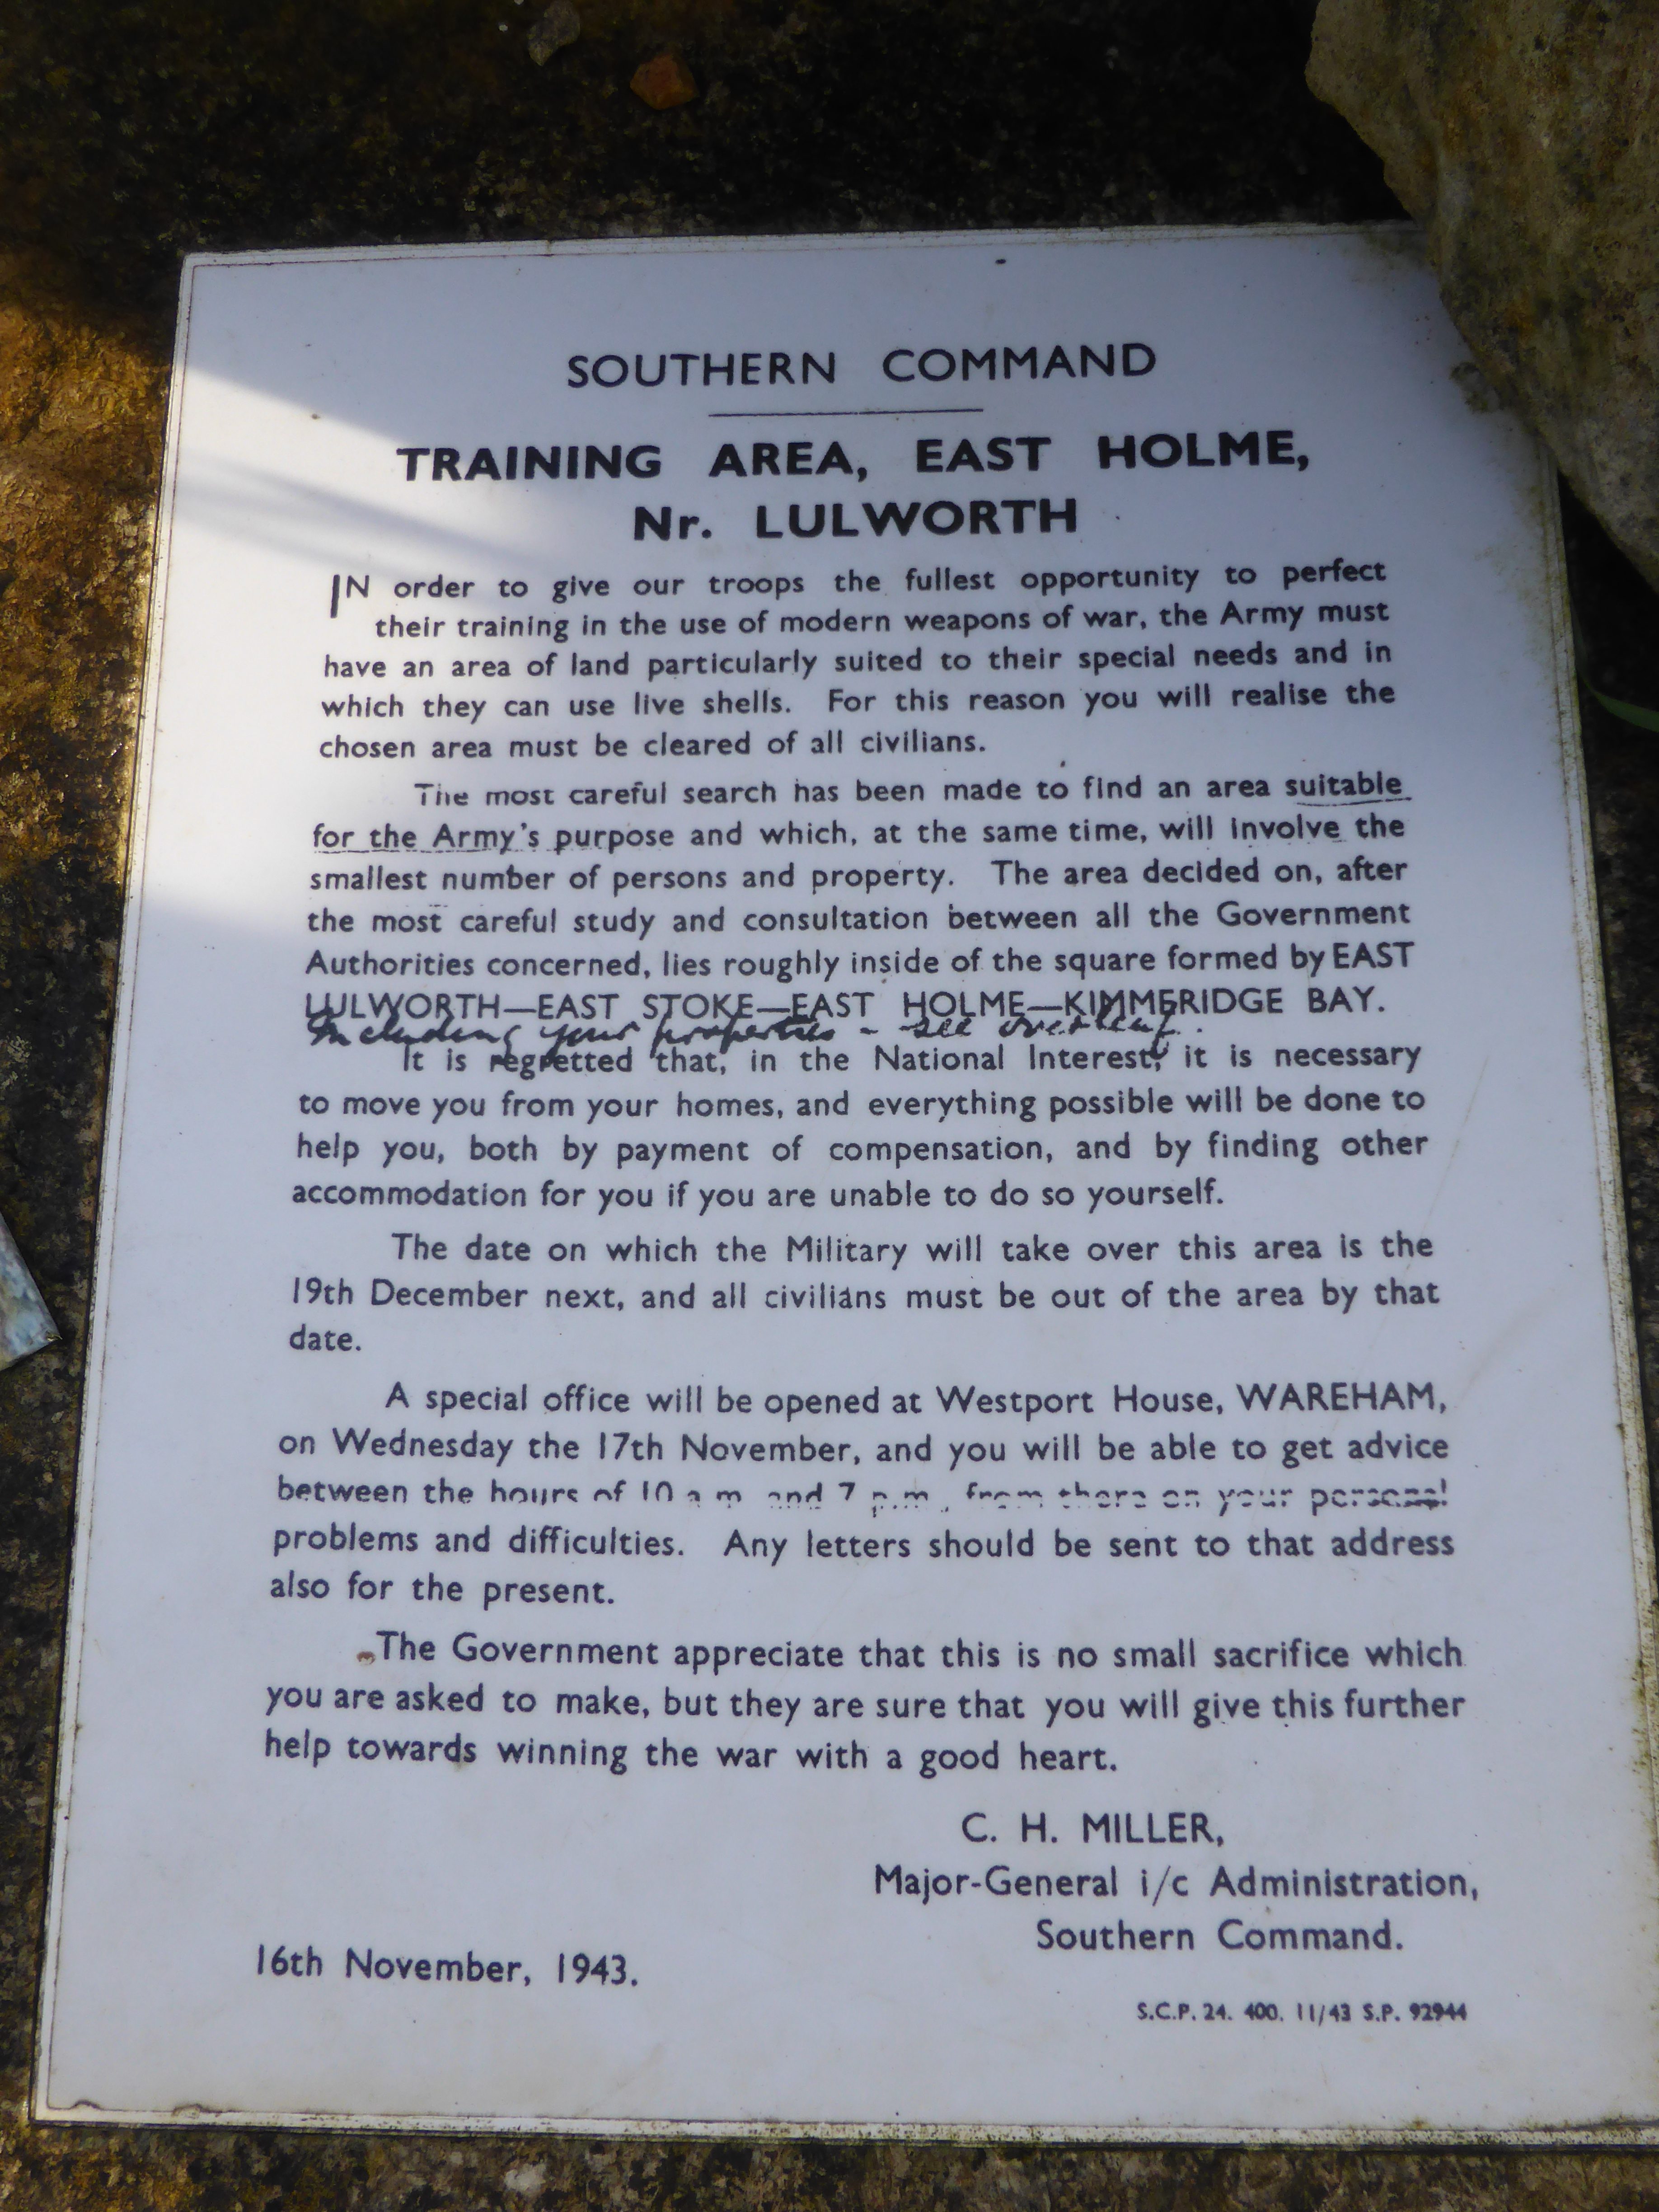 SOUTHERN COMMAND
TRAINING AREA, EAST HOLME,
Nr. LULWORTH
IN order to give our troops the fullest opportunity to perfect
their training in the use of modern weapons of war, the Army must
have an area of land particularly suited to their special needs and in
which they can use live shells. For this reason you will realise the
chosen area must be cleared of all civilians.
The most careful search has been made to find an area suitable
for the Army's purpose and which, at the same time, will involve the
smallest number of persons and property. The area decided on, after
the most careful study and consultation between all the Government
Authorities concerned, lies roughly inside of the square formed by EAST
LULWORTH—EAST STOKE—EAST HOLME—KIMMERIDGE BAY.
Including your properties - see overleaf.
It is regretted that, in the National Interest, it is necessary
to move you from your homes, and everything possible will be done to
help you, both by payment of compensation, and by finding other
accommodation for you if you are unable to do so yourself.
The date on which the Military will take over this area is the
19th December next, and all civilians must be out of the area by that
date.
A special office will be opened at Westport House, WAREHAM,
on Wednesday the 17th November, and you will be able to get advice
between the hours of 10 a.m. and 7 p.m., from there on your personal
problems and difficulties. Any letters should be sent to that address
also for the present.
The Government appreciate that this is no small sacrifice which
you are asked to make, but they are sure that you will give this further
help towards winning the war with a good heart.
C. H. MILLER,
Major-General i/c Administration,
Southern Command.
16th November, 1943.
S.C.P. 24. 400. 11/43 S.P. 92944